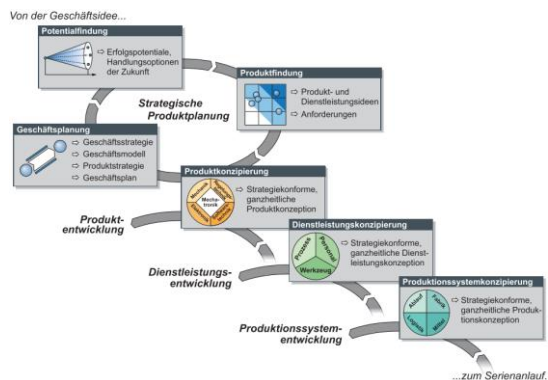 Von der Geschäftsidee...
Potentialfindung
⇨ Erfolgspotentiale,
Handlungsoptionen
der Zukunft
Produktfindung
⇨ Produkt- und
Dienstleistungsideen
⇨ Anforderungen
Strategische
Produktplanung
Geschäftsplanung
⇨ Geschäftsstrategie
⇨ Geschäftsmodell
⇨ Produktstrategie
⇨ Geschäftsplan
Produktkonzipierung
Mechanik
Mecha-
tronik
⇨ Strategiekonforme,
ganzheitliche
Produktkonzeption
Produkt-
entwicklung
Dienstleistungskonzipierung
Prozess
Personal
Werkzeug
⇨ Strategiekonforme,
ganzheitliche Dienst-
leistungskonzeption
Dienstleistungs-
entwicklung
Produktionssystemkonzipierung
Ablauf
Fabrik
Logistik
Mittel
⇨ Strategiekonforme,
ganzheitliche Produk-
tionskonzeption
Produktionssystem-
entwicklung
...zum Serienanlauf.